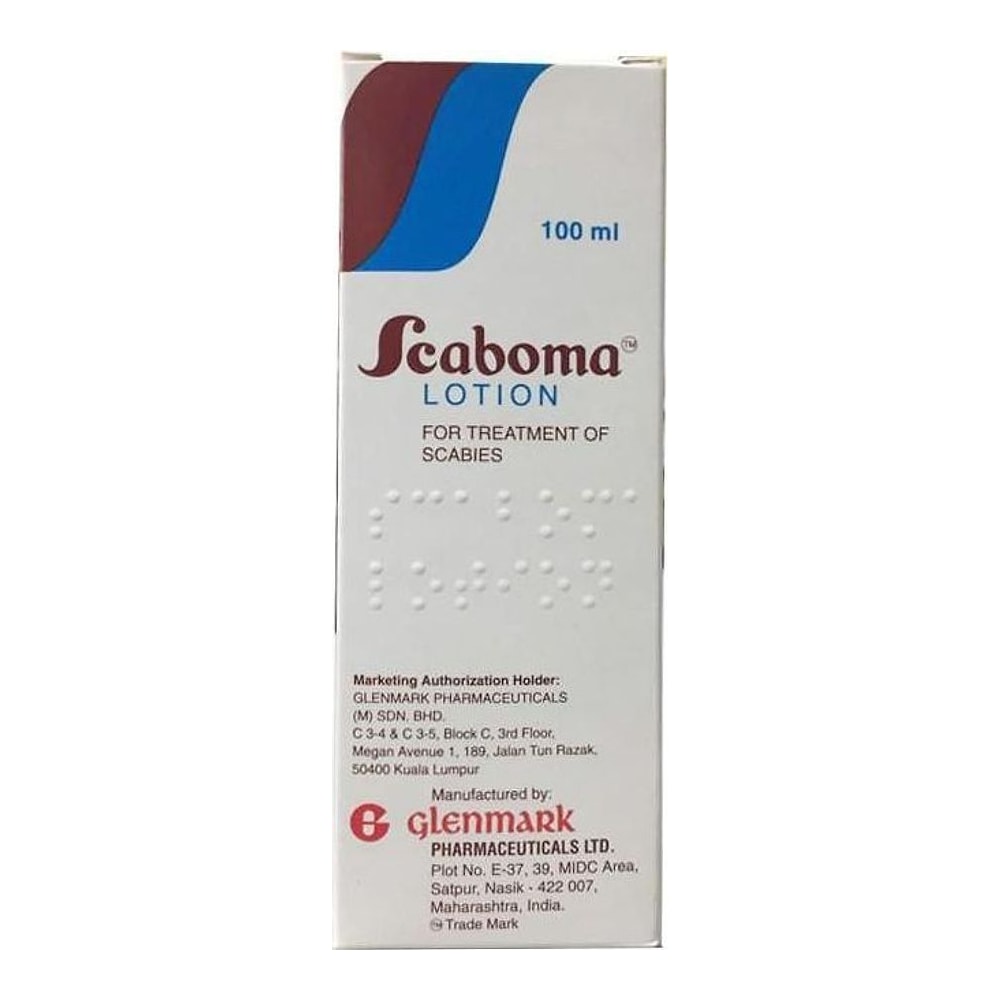 100 ml
Scaboma™
LOTION
FOR TREATMENT OF
SCABIES
Marketing Authorization Holder:
GLENMARK PHARMACEUTICALS
(M) SDN. BHD.
C 3-4 & C 3-5, Block C, 3rd Floor,
Megan Avenue 1, 189, Jalan Tun Razak,
50400 Kuala Lumpur
Manufactured by:
G glenmark
PHARMACEUTICALS LTD.
Plot No. E-37, 39, MIDC Area,
Satpur, Nasik - 422 007,
Maharashtra, India.
™ Trade Mark